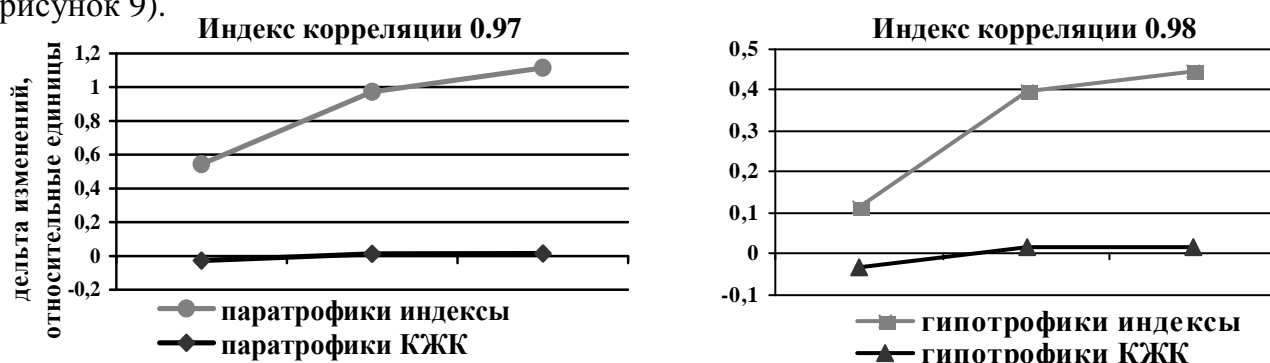 рисунок 9).
Индекс корреляции 0.97
дельта изменений,
относительные единицы
1,2
1
0,8
0,6
0,4
0,2
0
-0,2
паратрофики индексы
паратрофики КЖК
Индекс корреляции 0.98
0,5
0,4
0,3
0,2
0,1
0
-0,1
гипотрофики индексы
гипотрофики КЖК